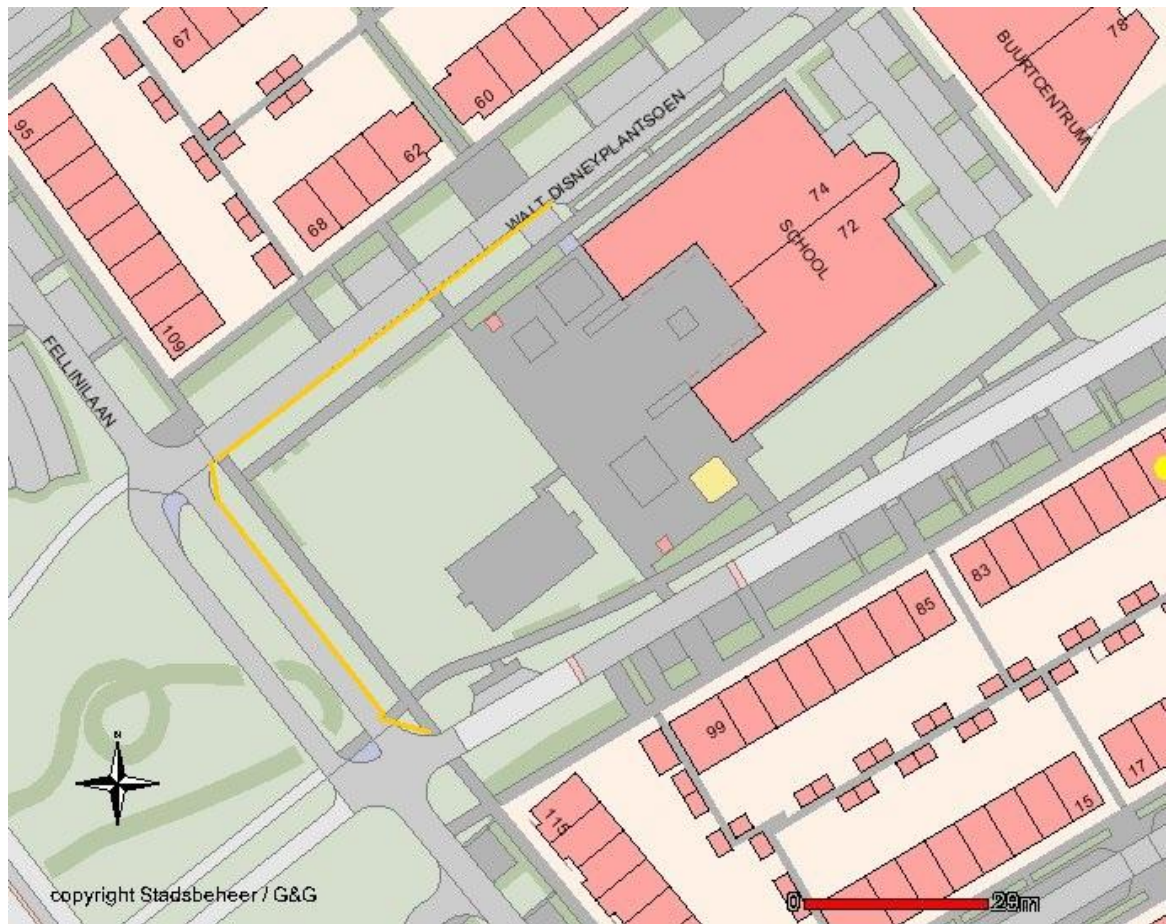 67
78
BUURTCENTRUM
95
60
62
WALT DISNEYPLANTSOEN
68
74
72
SCHOOL
109
FELLINILAAN
83
85
99
N
17
115
15
copyright Stadsbeheer / G&G
0
29m